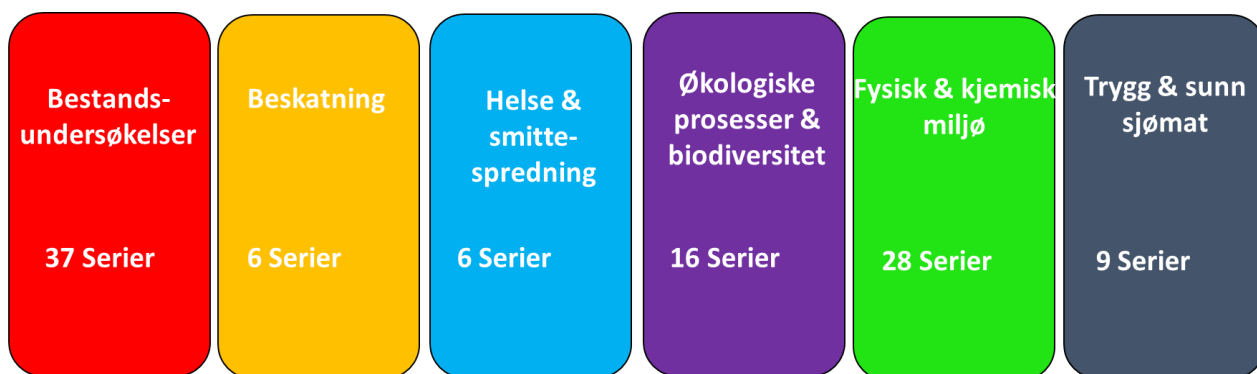 Bestands-
undersøkelser
37 Serier
Beskatning
6 Serier
Helse &
smitte-
spredning
6 Serier
Økologiske
prosesser &
biodiversitet
16 Serier
Fysisk & kjemisk
miljø
28 Serier
Trygg & sunn
sjømat
9 Serier